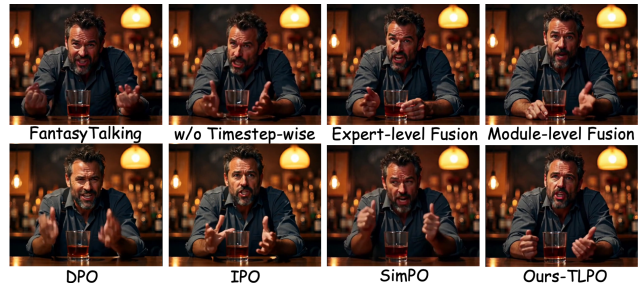 FantasyTalking
w/o Timestep-wise
Expert-level Fusion
Module-level Fusion
DPO
IPO
SimPO
Ours-TLPO